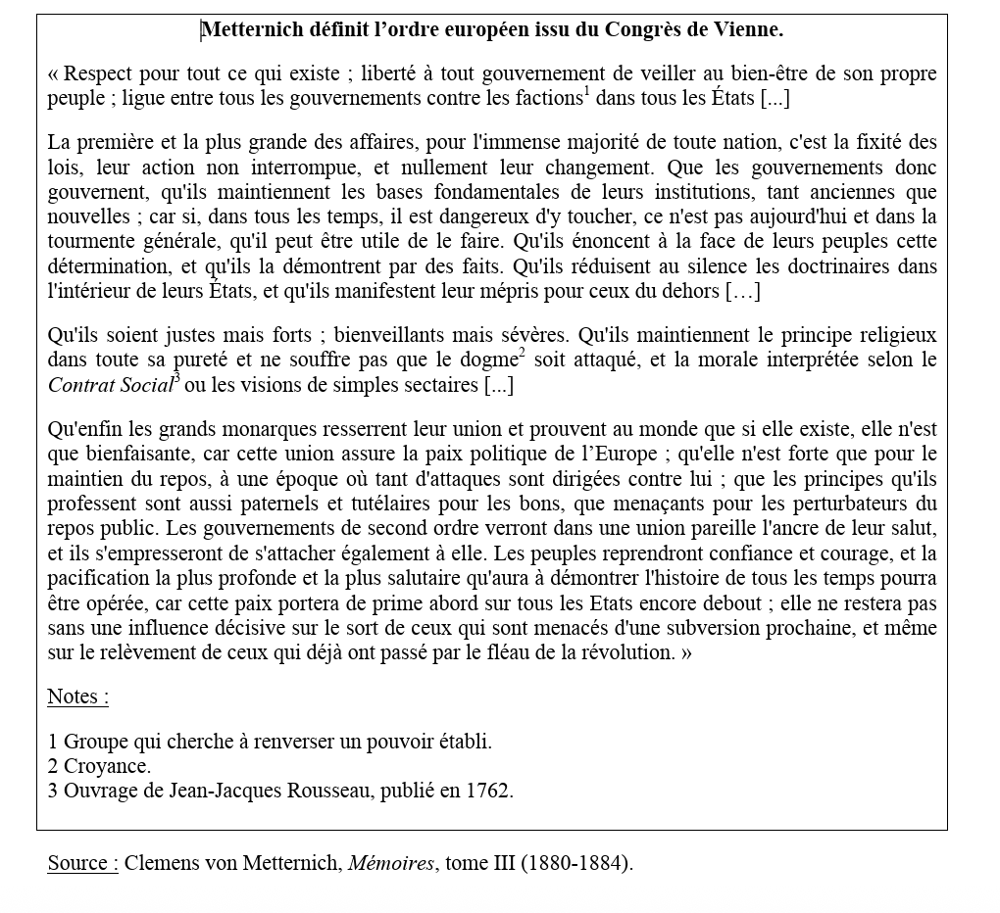 Metternich définit l’ordre européen issu du Congrès de Vienne.
« Respect pour tout ce qui existe ; liberté à tout gouvernement de veiller au bien-être de son propre
peuple ; ligue entre tous les gouvernements contre les factions1 dans tous les États [...]
La première et la plus grande des affaires, pour l'immense majorité de toute nation, c'est la fixité des
lois, leur action non interrompue, et nullement leur changement. Que les gouvernements donc
gouvernent, qu'ils maintiennent les bases fondamentales de leurs institutions, tant anciennes que
nouvelles ; car si, dans tous les temps, il est dangereux d'y toucher, ce n'est pas aujourd'hui et dans la
tourmente générale, qu'il peut être utile de le faire. Qu'ils énoncent à la face de leurs peuples cette
détermination, et qu'ils la démontrent par des faits. Qu'ils réduisent au silence les doctrinaires dans
l'intérieur de leurs États, et qu'ils manifestent leur mépris pour ceux du dehors […]
Qu'ils soient justes mais forts ; bienveillants mais sévères. Qu'ils maintiennent le principe religieux
dans toute sa pureté et ne souffre pas que le dogme2 soit attaqué, et la morale interprétée selon le
Contrat Social3 ou les visions de simples sectaires [...]
Qu'enfin les grands monarques resserrent leur union et prouvent au monde que si elle existe, elle n'est
que bienfaisante, car cette union assure la paix politique de l’Europe ; qu'elle n'est forte que pour le
maintien du repos, à une époque où tant d'attaques sont dirigées contre lui ; que les principes qu'ils
professent sont aussi paternels et tutélaires pour les bons, que menaçants pour les perturbateurs du
repos public. Les gouvernements de second ordre verront dans une union pareille l'ancre de leur salut,
et ils s'empresseront de s'attacher également à elle. Les peuples reprendront confiance et courage, et la
pacification la plus profonde et la plus salutaire qu'aura à démontrer l'histoire de tous les temps pourra
être opérée, car cette paix portera de prime abord sur tous les Etats encore debout ; elle ne restera pas
sans une influence décisive sur le sort de ceux qui sont menacés d'une subversion prochaine, et même
sur le relèvement de ceux qui déjà ont passé par le fléau de la révolution. »
Notes :
1 Groupe qui cherche à renverser un pouvoir établi.
2 Croyance.
3 Ouvrage de Jean-Jacques Rousseau, publié en 1762.
Source : Clemens von Metternich, Mémoires, tome III (1880-1884).